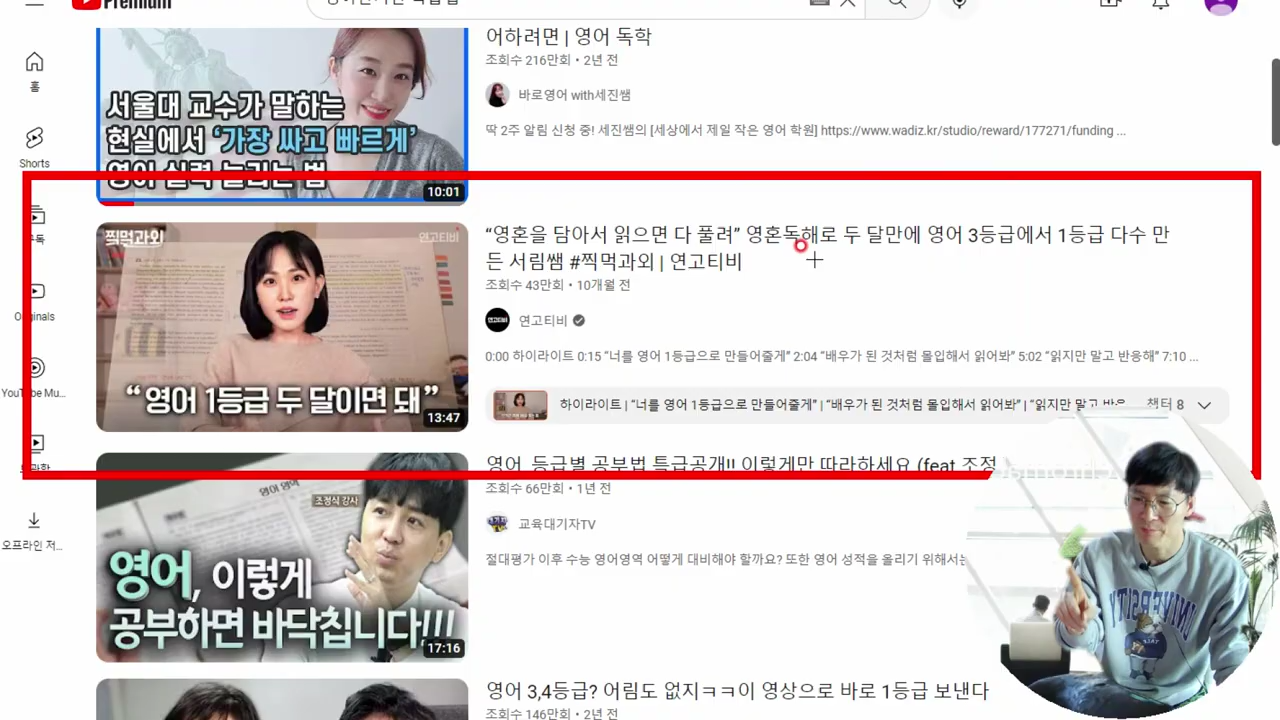 Premium
어하려면 | 영어 독학
조회수 216만회 • 2년 전
홈
바로영어 with세진쌤
서울대 교수가 말하는
현실에서 '가장 싸고 빠르게'
영어 실력 늘리는 법
10:01
딱 2주 알림 신청 중! 세진쌤의 [세상에서 제일 작은 영어 학원] https://www.wadiz.kr/studio/reward/177271/funding ...
Shorts
찍먹과외
연고티비
“영혼을 담아서 읽으면 다 풀려” 영혼독해로 두 달만에 영어 3등급에서 1등급 다수 만
든 서림쌤 #찍먹과외 | 연고티비
조회수 43만회 • 10개월 전
Originals
연고티비
0:00 하이라이트 0:15 “너를 영어 1등급으로 만들어줄게” 2:04 “배우가 된 것처럼 몰입해서 읽어봐” 5:02 “읽지만 말고 반응해” 7:10 ...
YouTube Mu...
“영어 1등급 두 달이면 돼”
13:47
하이라이트 | “너를 영어 1등급으로 만들어줄게” | “배우가 된 것처럼 몰입해서 읽어봐” | “읽지만 말고 반응
챕터 8
영어 등급별 공부법 특급공개!! 이렇게만 따라하세요 (feat 조정
조회수 66만회 • 1년 전
영어 영역
조정식 강사
교육대기자TV
오프라인 저...
절대평가 이후 수능 영어영역 어떻게 대비해야 할까요? 또한 영어 성적을 올리기 위해서는
영어, 이렇게
공부하면 바닥칩니다!!!
17:16
영어 3,4등급? 어림도 없지ㅋㅋ이 영상으로 바로 1등급 보낸다
조회수 146만회 • 2년 전
UNIVERSITY